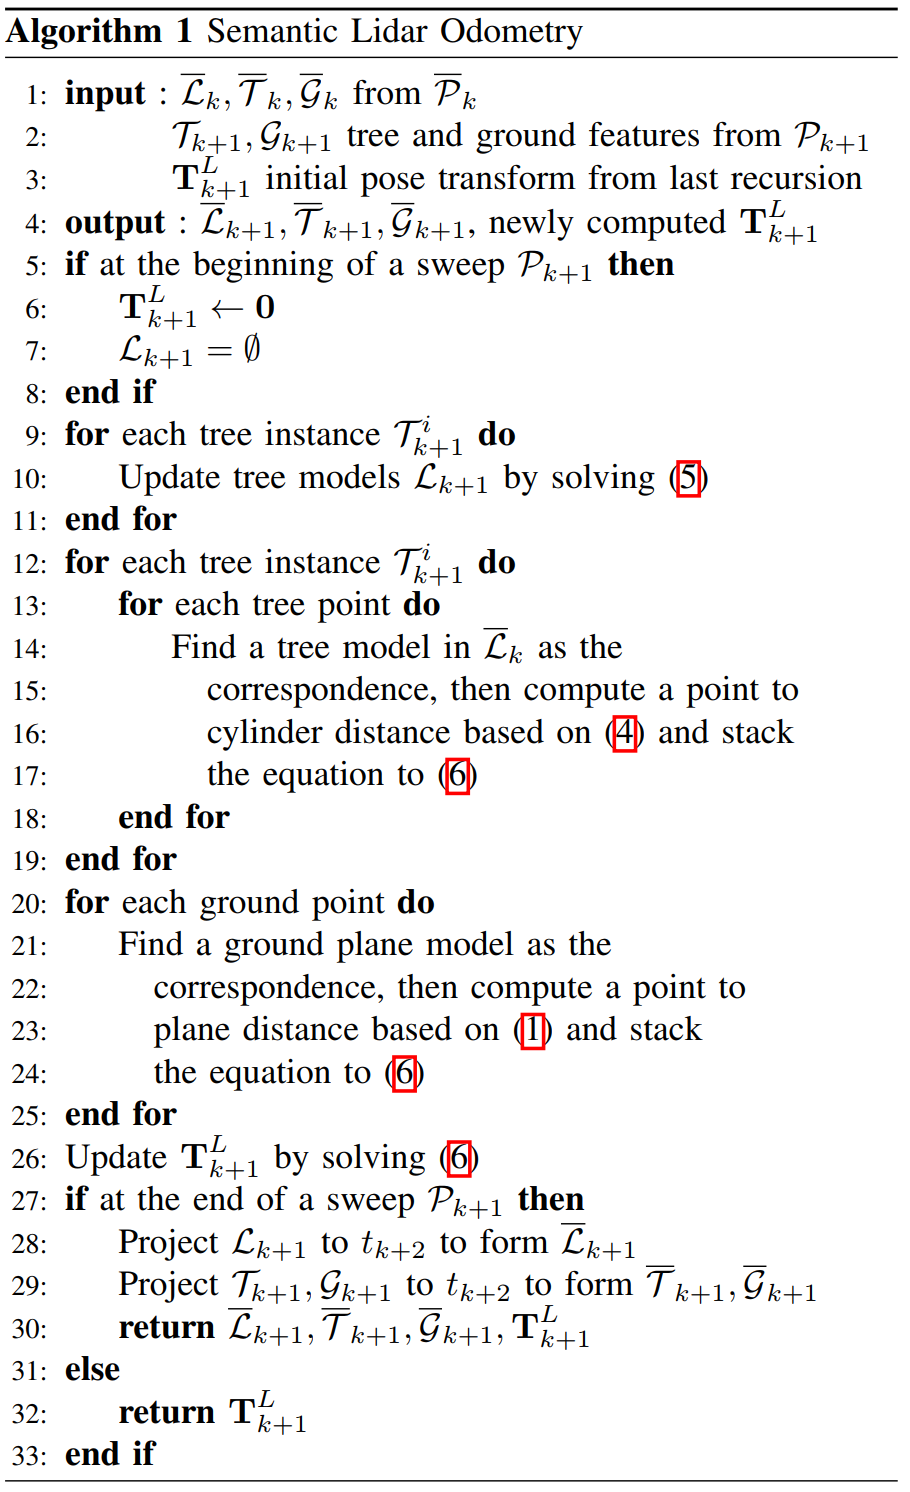 Algorithm 1 Semantic Lidar Odometry
1: input : $\overline{\mathcal{L}}_k, \overline{\mathcal{T}}_k, \overline{\mathcal{G}}_k$ from $\overline{\mathcal{P}}_k$
2: $\mathcal{T}_{k+1}, \mathcal{G}_{k+1}$ tree and ground features from $\mathcal{P}_{k+1}$
3: $\mathbf{T}^L_{k+1}$ initial pose transform from last recursion
4: output : $\overline{\mathcal{L}}_{k+1}, \overline{\mathcal{T}}_{k+1}, \overline{\mathcal{G}}_{k+1}$, newly computed $\mathbf{T}^L_{k+1}$
5: if at the beginning of a sweep $\mathcal{P}_{k+1}$ then
6: $\mathbf{T}^L_{k+1} \leftarrow \mathbf{0}$
7: $\mathcal{L}_{k+1} = \emptyset$
8: end if
9: for each tree instance $\mathcal{T}^i_{k+1}$ do
10: Update tree models $\mathcal{L}_{k+1}$ by solving (5)
11: end for
12: for each tree instance $\mathcal{T}^i_{k+1}$ do
13: for each tree point do
14: Find a tree model in $\overline{\mathcal{L}}_k$ as the
15: correspondence, then compute a point to
16: cylinder distance based on (4) and stack
17: the equation to (6)
18: end for
19: end for
20: for each ground point do
21: Find a ground plane model as the
22: correspondence, then compute a point to
23: plane distance based on (1) and stack
24: the equation to (6)
25: end for
26: Update $\mathbf{T}^L_{k+1}$ by solving (6)
27: if at the end of a sweep $\mathcal{P}_{k+1}$ then
28: Project $\mathcal{L}_{k+1}$ to $t_{k+2}$ to form $\overline{\mathcal{L}}_{k+1}$
29: Project $\mathcal{T}_{k+1}, \mathcal{G}_{k+1}$ to $t_{k+2}$ to form $\overline{\mathcal{T}}_{k+1}, \overline{\mathcal{G}}_{k+1}$
30: return $\overline{\mathcal{L}}_{k+1}, \overline{\mathcal{T}}_{k+1}, \overline{\mathcal{G}}_{k+1}, \mathbf{T}^L_{k+1}$
31: else
32: return $\mathbf{T}^L_{k+1}$
33: end if